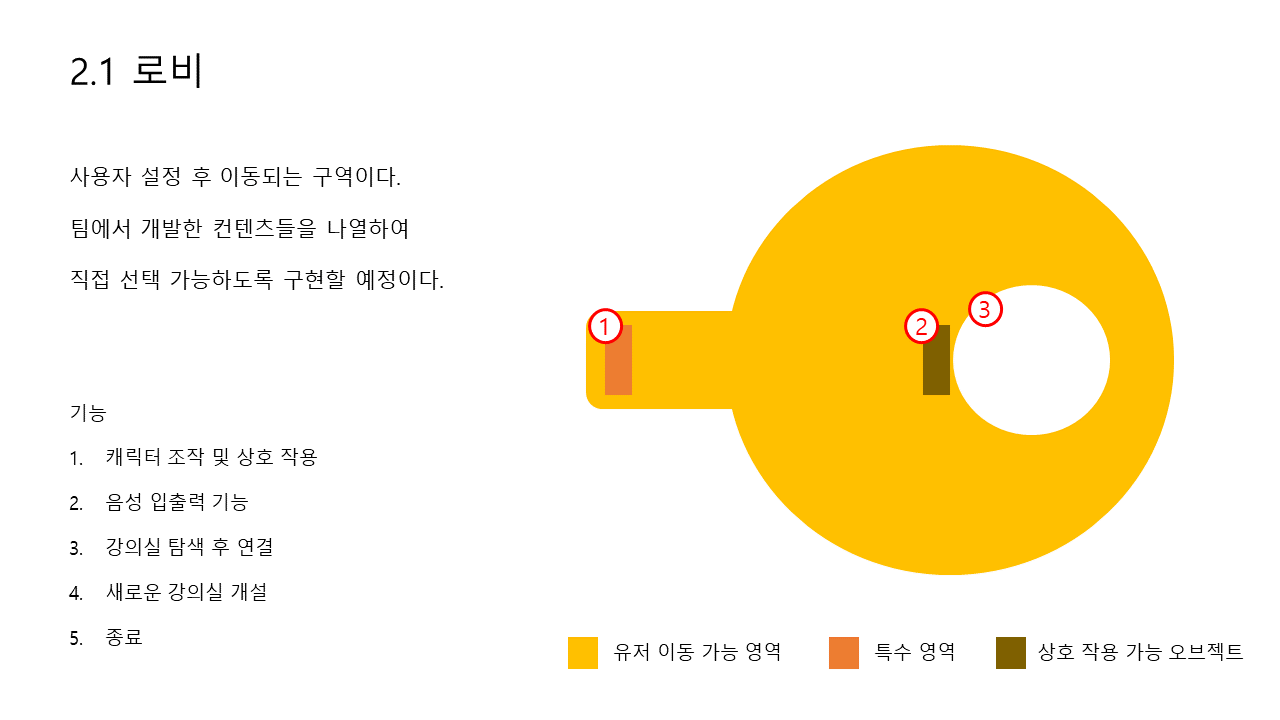 2.1 로비
사용자 설정 후 이동되는 구역이다.
팀에서 개발한 컨텐츠들을 나열하여
직접 선택 가능하도록 구현할 예정이다.
기능
1. 캐릭터 조작 및 상호 작용
2. 음성 입출력 기능
3. 강의실 탐색 후 연결
4. 새로운 강의실 개설
5. 종료
1
2
3
유저 이동 가능 영역
특수 영역
상호 작용 가능 오브젝트